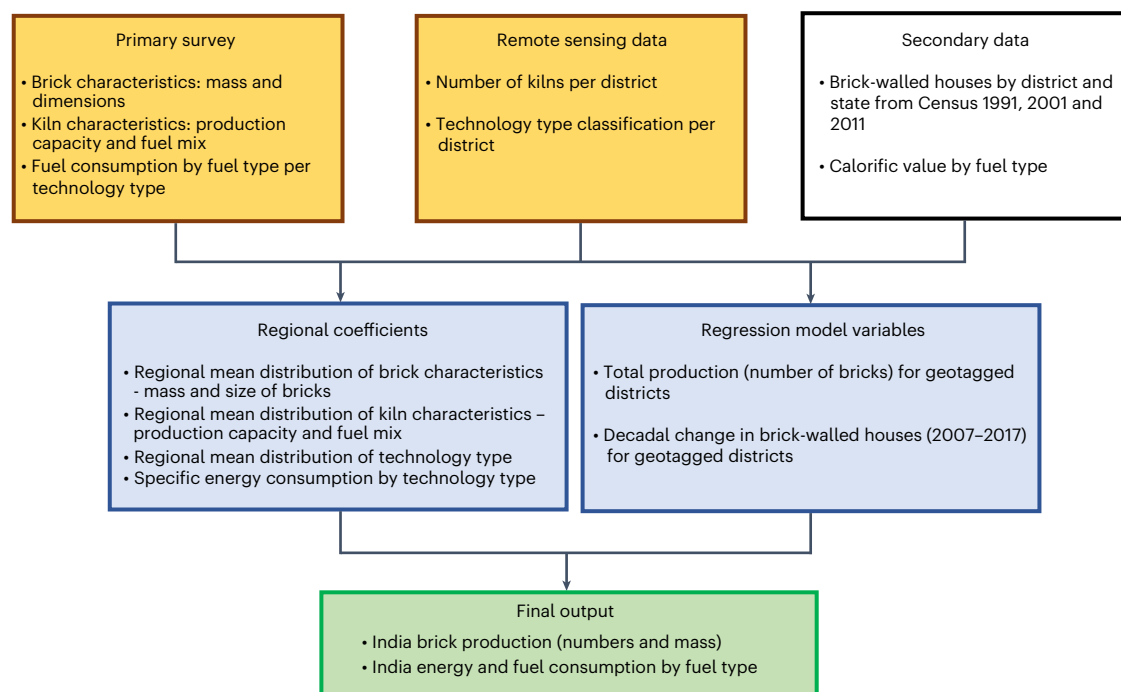 Primary survey
• Brick characteristics: mass and
dimensions
• Kiln characteristics: production
capacity and fuel mix
• Fuel consumption by fuel type per
technology type
Remote sensing data
• Number of kilns per district
• Technology type classification per
district
Secondary data
• Brick-walled houses by district and
state from Census 1991, 2001 and
2011
• Calorific value by fuel type
Regional coefficients
• Regional mean distribution of brick characteristics
- mass and size of bricks
• Regional mean distribution of kiln characteristics –
production capacity and fuel mix
• Regional mean distribution of technology type
• Specific energy consumption by technology type
Regression model variables
• Total production (number of bricks) for geotagged
districts
• Decadal change in brick-walled houses (2007–2017)
for geotagged districts
Final output
• India brick production (numbers and mass)
• India energy and fuel consumption by fuel type